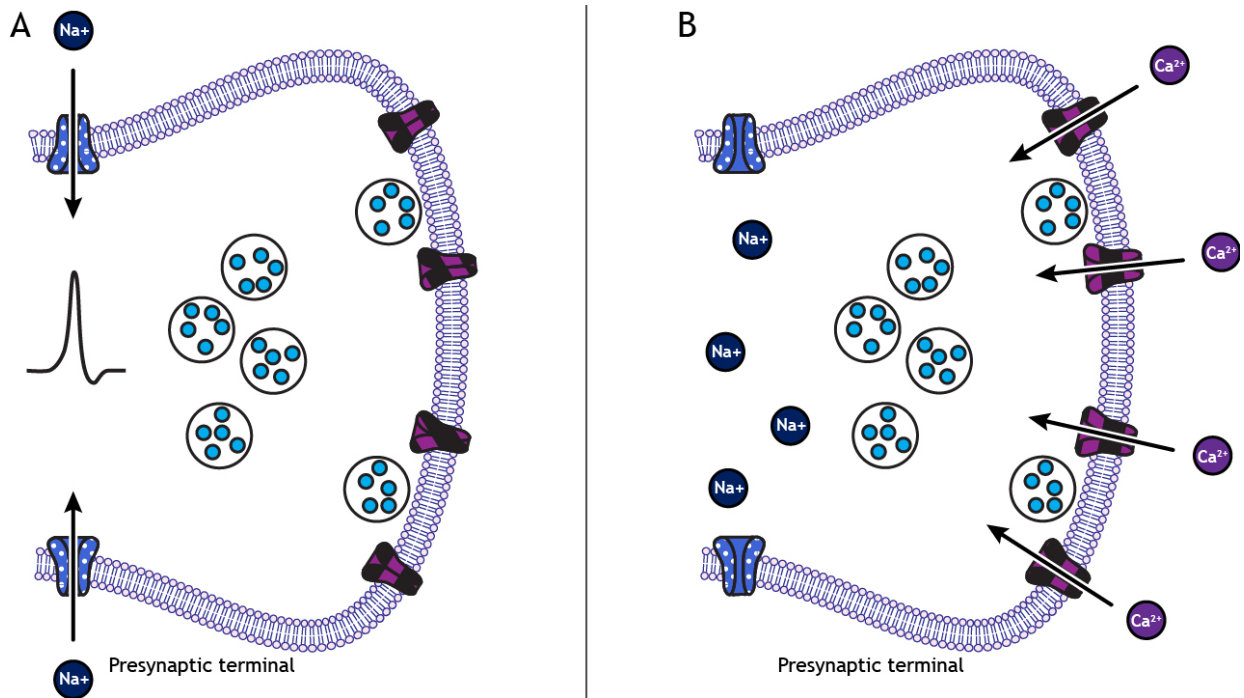 A
Na+
Na+
Presynaptic terminal
B
Ca²⁺
Na+
Ca²⁺
Na+
Na+
Ca²⁺
Na+
Ca²⁺
Presynaptic terminal